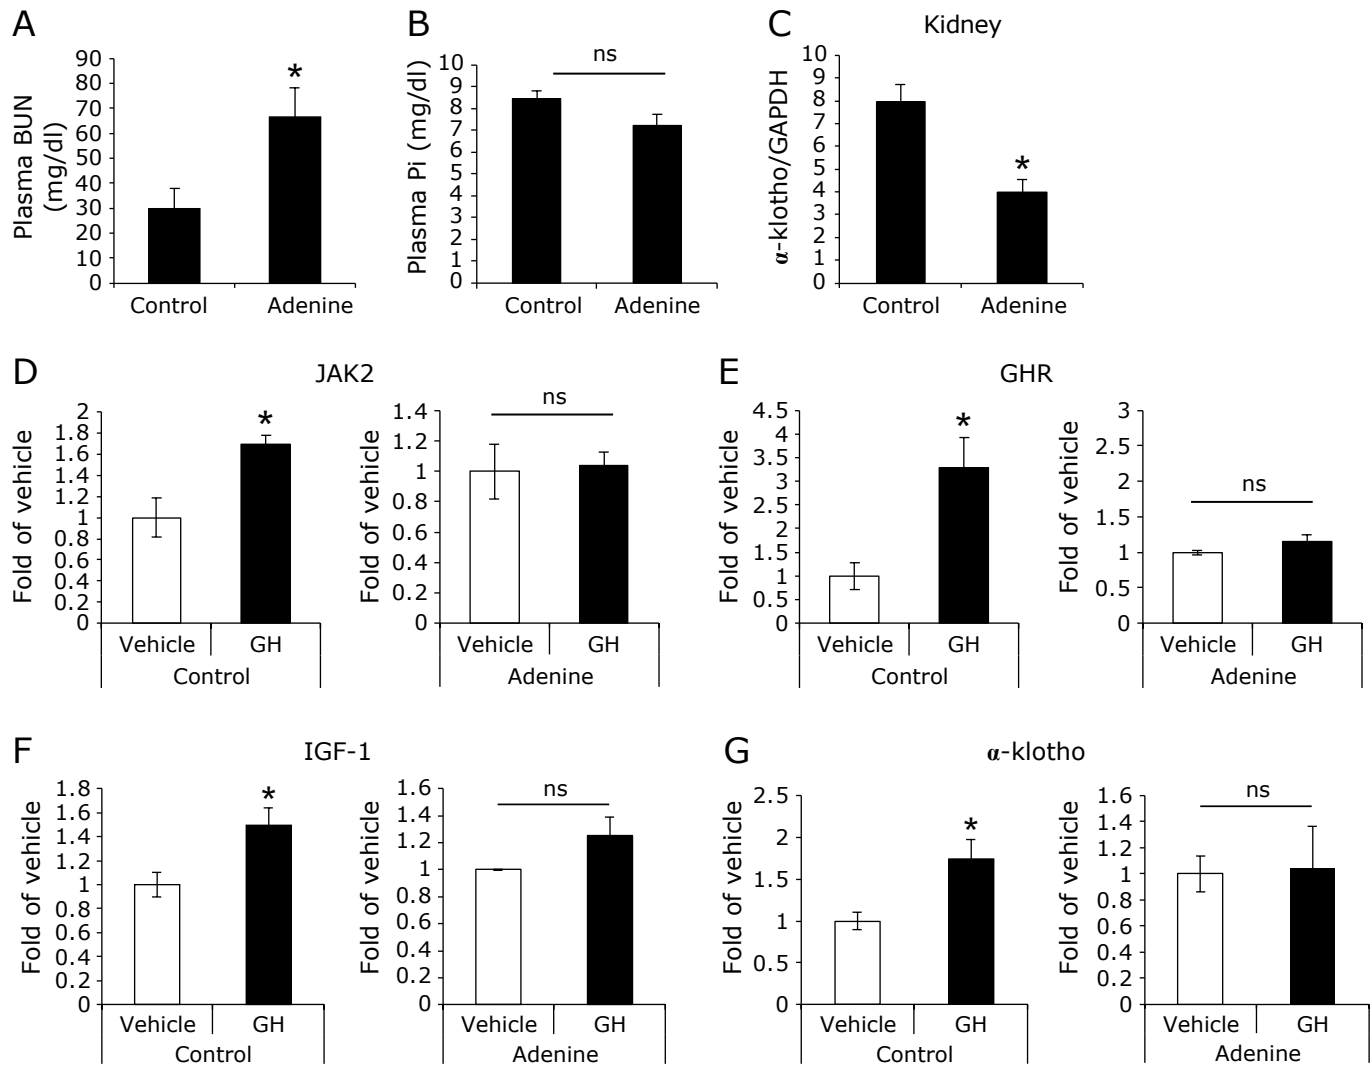 A
Plasma BUN
(mg/dl)
90
80
70
60
50
40
30
20
10
0
*
Control
Adenine
B
Plasma Pi (mg/dl)
10
9
8
7
6
5
4
3
2
1
0
ns
Control
Adenine
C
Kidney
α-klotho/GAPDH
10
9
8
7
6
5
4
3
2
1
0
*
Control
Adenine
D
JAK2
Fold of vehicle
2
1.8
1.6
1.4
1.2
1
0.8
0.6
0.4
0.2
0
*
Vehicle
GH
Control
Fold of vehicle
1.4
1.2
1
0.8
0.6
0.4
0.2
0
ns
Vehicle
GH
Adenine
E
GHR
Fold of vehicle
4.5
4
3.5
3
2.5
2
1.5
1
0.5
0
*
Vehicle
GH
Control
Fold of vehicle
3
2.5
2
1.5
1
0.5
0
ns
Vehicle
GH
Adenine
F
IGF-1
Fold of vehicle
1.8
1.6
1.4
1.2
1
0.8
0.6
0.4
0.2
0
*
Vehicle
GH
Control
Fold of vehicle
1.6
1.4
1.2
1
0.8
0.6
0.4
0.2
0
ns
Vehicle
GH
Adenine
G
α-klotho
Fold of vehicle
2.5
2
1.5
1
0.5
0
*
Vehicle
GH
Control
Fold of vehicle
1.6
1.4
1.2
1
0.8
0.6
0.4
0.2
0
ns
Vehicle
GH
Adenine